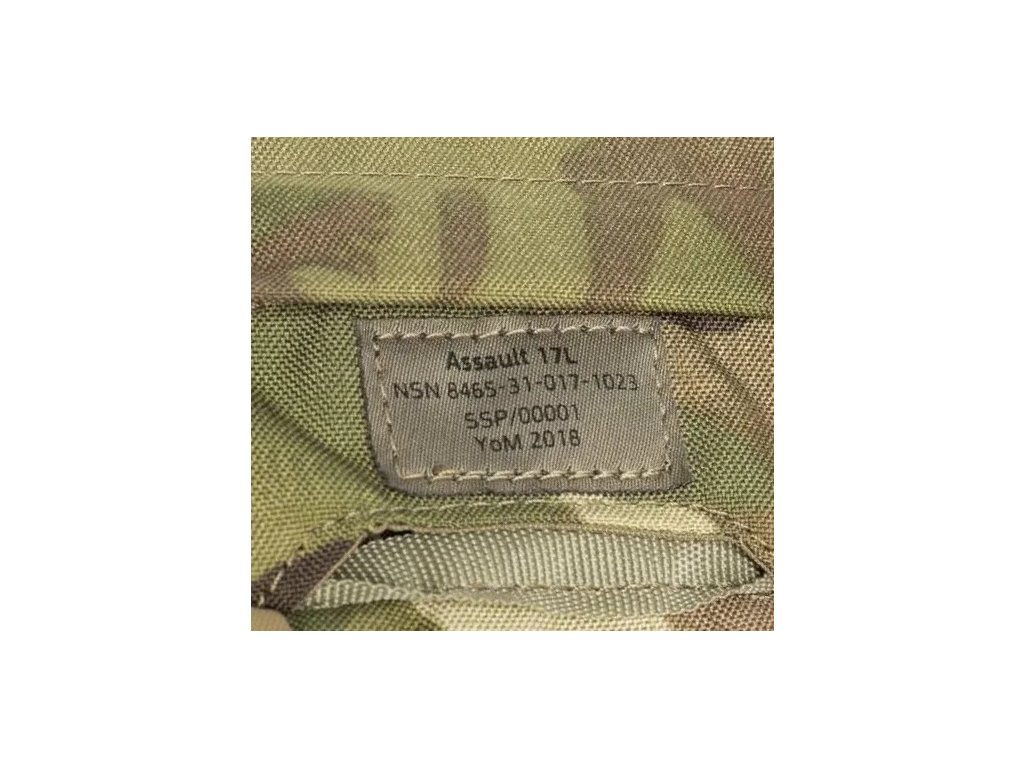 Assault 17L
NSN 8465-31-017-1023
SSP/00001
YoM 2018